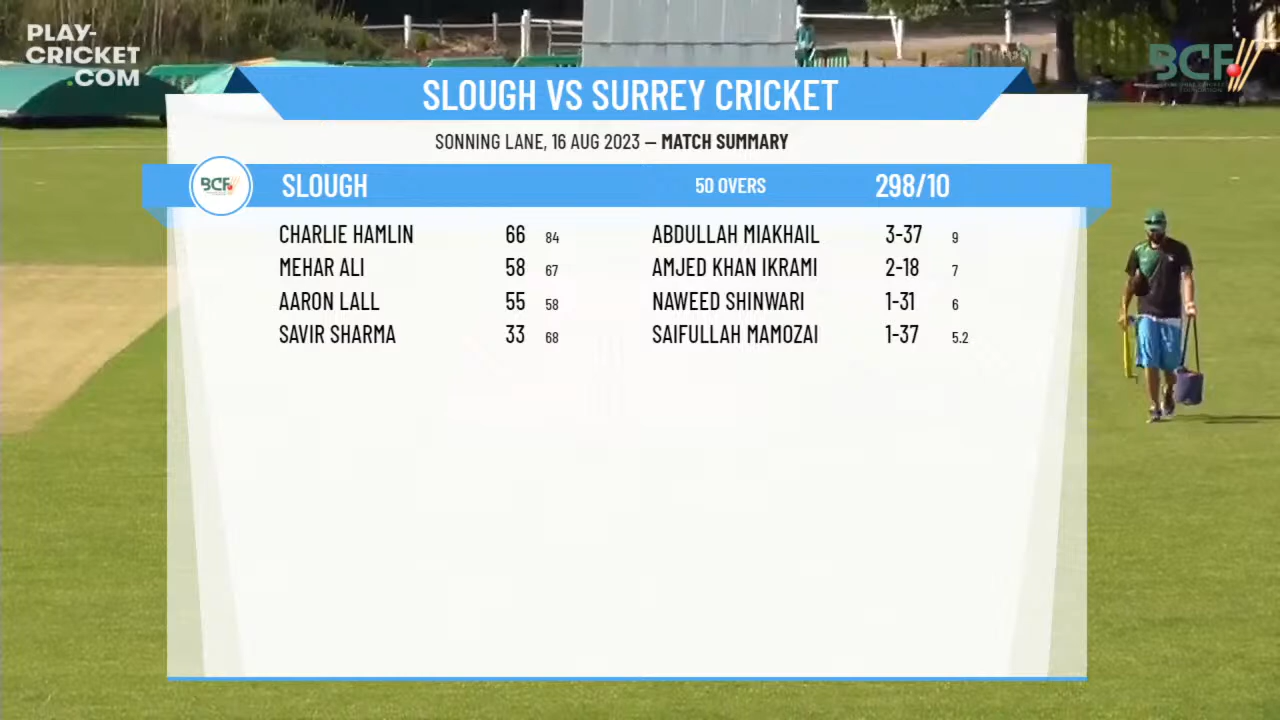 PLAY-
CRICKET
.COM
BCF
SLOUGH VS SURREY CRICKET
SONNING LANE, 16 AUG 2023 – MATCH SUMMARY
BCF
SLOUGH 50 OVERS 298/10
CHARLIE HAMLIN 66 84 ABDULLAH MIAKHAIL 3-37 9
MEHAR ALI 58 67 AMJED KHAN IKRAMI 2-18 7
AARON LALL 55 58 NAWEED SHINWARI 1-31 6
SAVIR SHARMA 33 68 SAIFULLAH MAMOZAI 1-37 5.2